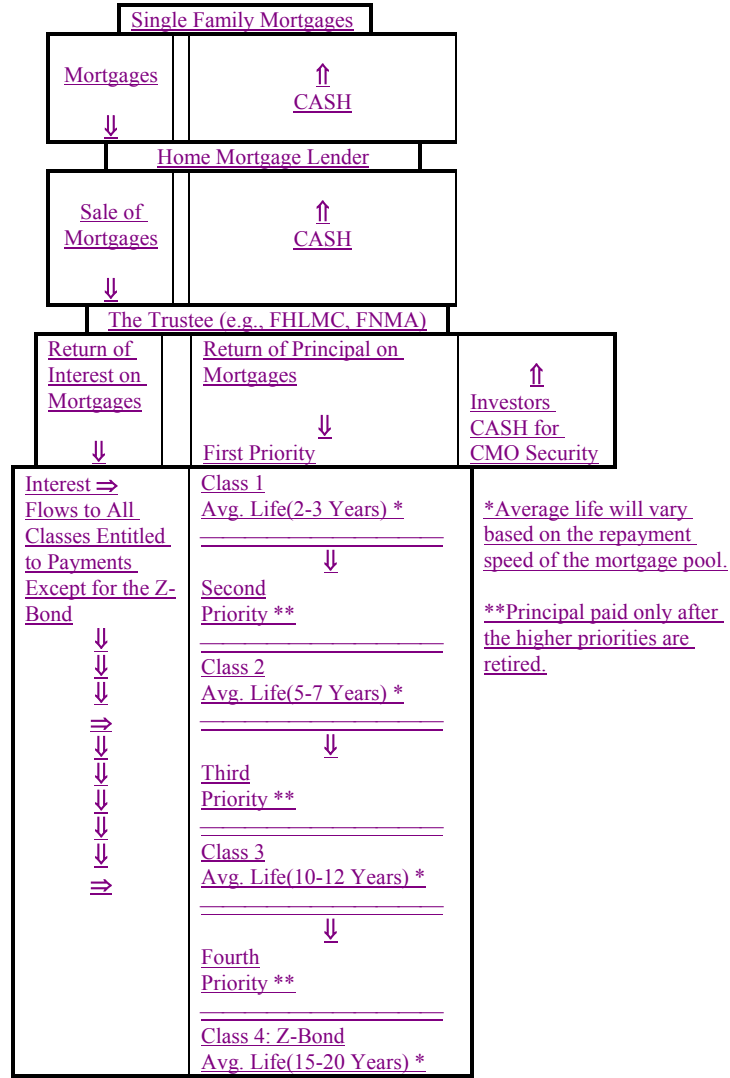 Single Family Mortgages
Mortgages
⇓
⇑
CASH
Home Mortgage Lender
Sale of
Mortgages
⇓
⇑
CASH
The Trustee (e.g., FHLMC, FNMA)
Return of
Interest on
Mortgages
⇓
Return of Principal on
Mortgages
⇓
First Priority
⇑
Investors
CASH for
CMO Security
Interest ⇒
Flows to All
Classes Entitled
to Payments
Except for the Z-
Bond
⇓
⇓
⇓
⇒
⇓
⇓
⇓
⇓
⇓
⇒
Class 1
Avg. Life(2-3 Years) *
⇓
Second
Priority **
Class 2
Avg. Life(5-7 Years) *
⇓
Third
Priority **
Class 3
Avg. Life(10-12 Years) *
⇓
Fourth
Priority **
Class 4: Z-Bond
Avg. Life(15-20 Years) *
*Average life will vary
based on the repayment
speed of the mortgage pool.
**Principal paid only after
the higher priorities are
retired.